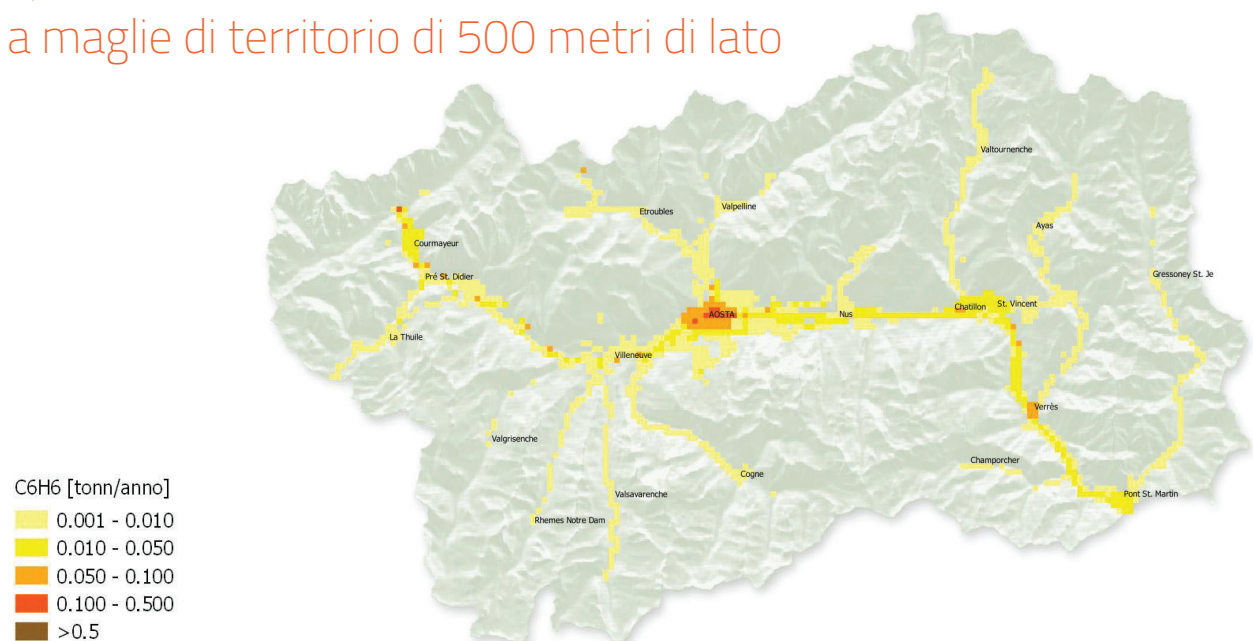 a maglie di territorio di 500 metri di lato
Valtournenche
Etroubles
Valpelline
Ayas
Courmayeur
Pré St. Didier
Gressoney St. Je
La Thuile
AOSTA
Nus
Chatillon
St. Vincent
Villeneuve
Verrès
Valgrisenche
Champorcher
Cogne
Valsavarenche
Pont St. Martin
Rhemes Notre Dam
C6H6 [tonn/anno]
0.001 - 0.010
0.010 - 0.050
0.050 - 0.100
0.100 - 0.500
>0.5